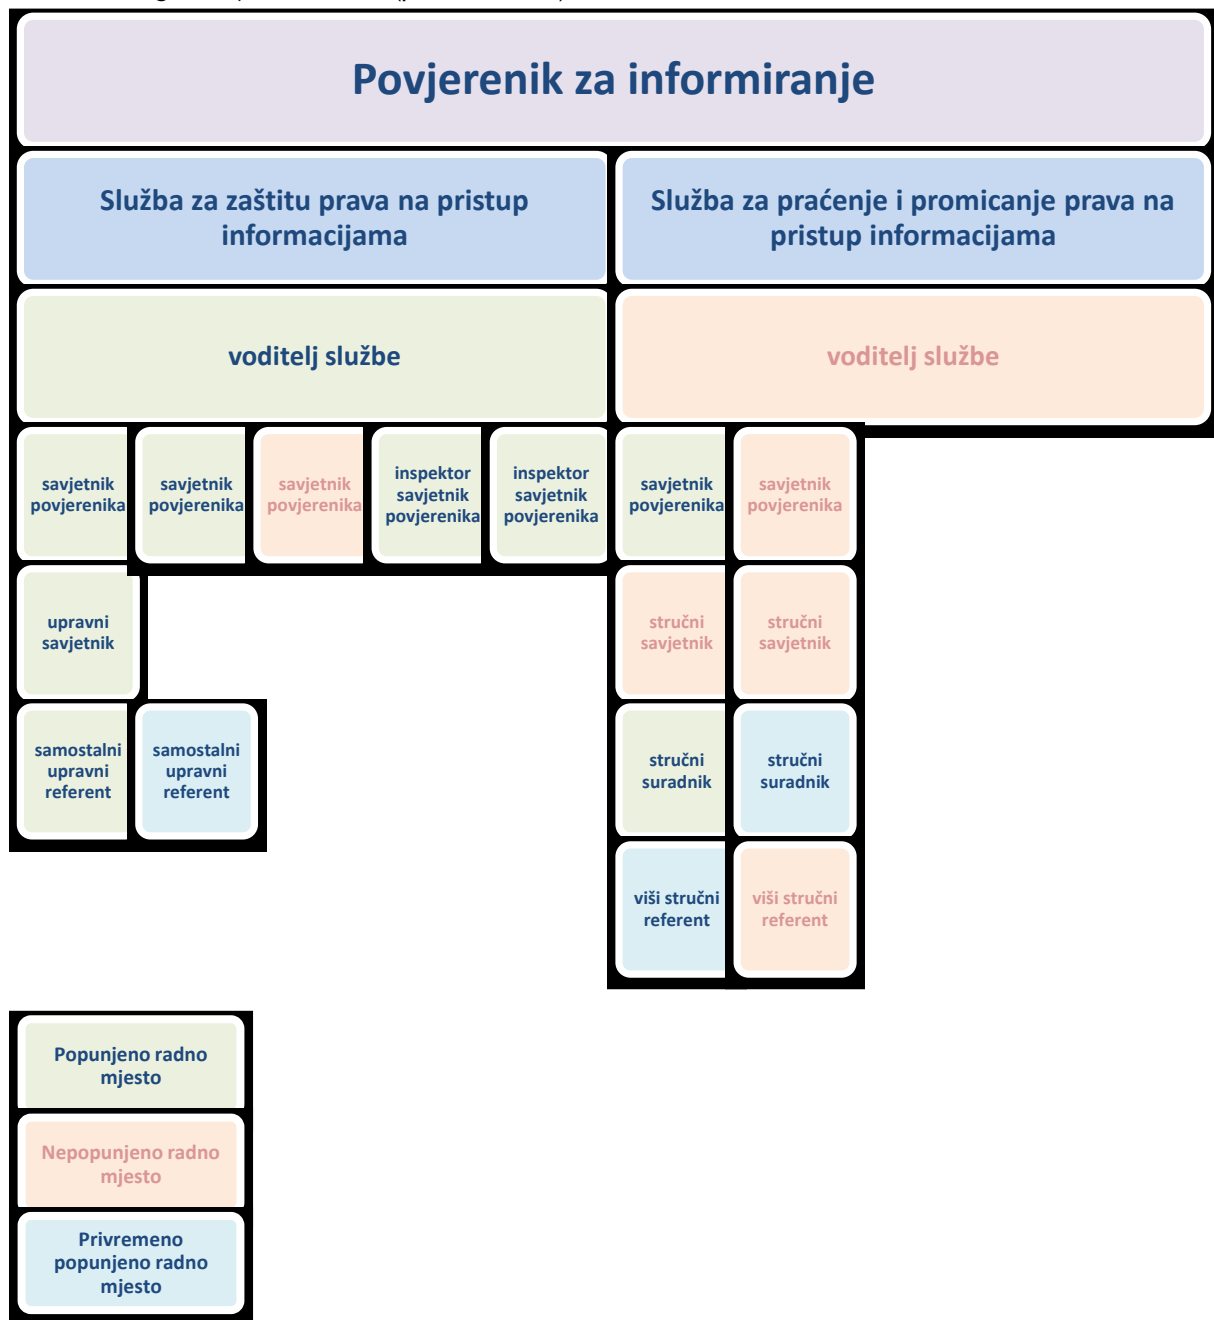 Povjerenik za informiranje
Služba za zaštitu prava na pristup
informacijama
Služba za praćenje i promicanje prava na
pristup informacijama
voditelj službe
voditelj službe
savjetnik
povjerenika
savjetnik
povjerenika
savjetnik
povjerenika
inspektor
savjetnik
povjerenika
inspektor
savjetnik
povjerenika
savjetnik
povjerenika
savjetnik
povjerenika
upravni
savjetnik
stručni
savjetnik
stručni
savjetnik
samostalni
upravni
referent
samostalni
upravni
referent
stručni
suradnik
stručni
suradnik
viši stručni
referent
viši stručni
referent
Popunjeno radno
mjesto
Nepopunjeno radno
mjesto
Privremeno
popunjeno radno
mjesto